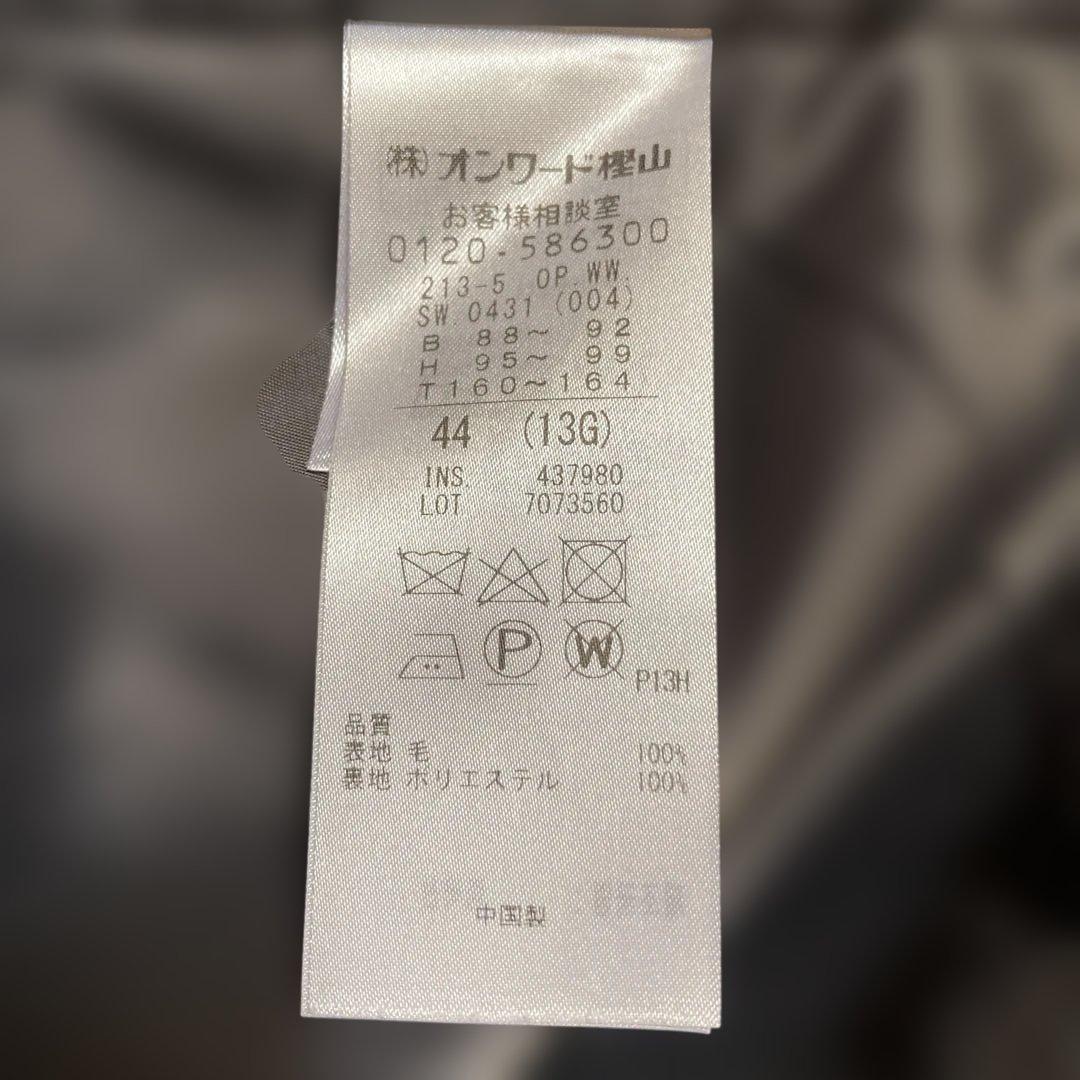 (株)オンワード樫山
お客様相談室
0120-586300
213-5 .OP.WW.
SW.0431 (004)
B 88〜 92
H 95〜 99
T160〜164
44 (13G)
INS. 437980
LOT 7073560
P W P13H
品質
表地 毛 100%
裏地 ポリエステル 100%
中国製